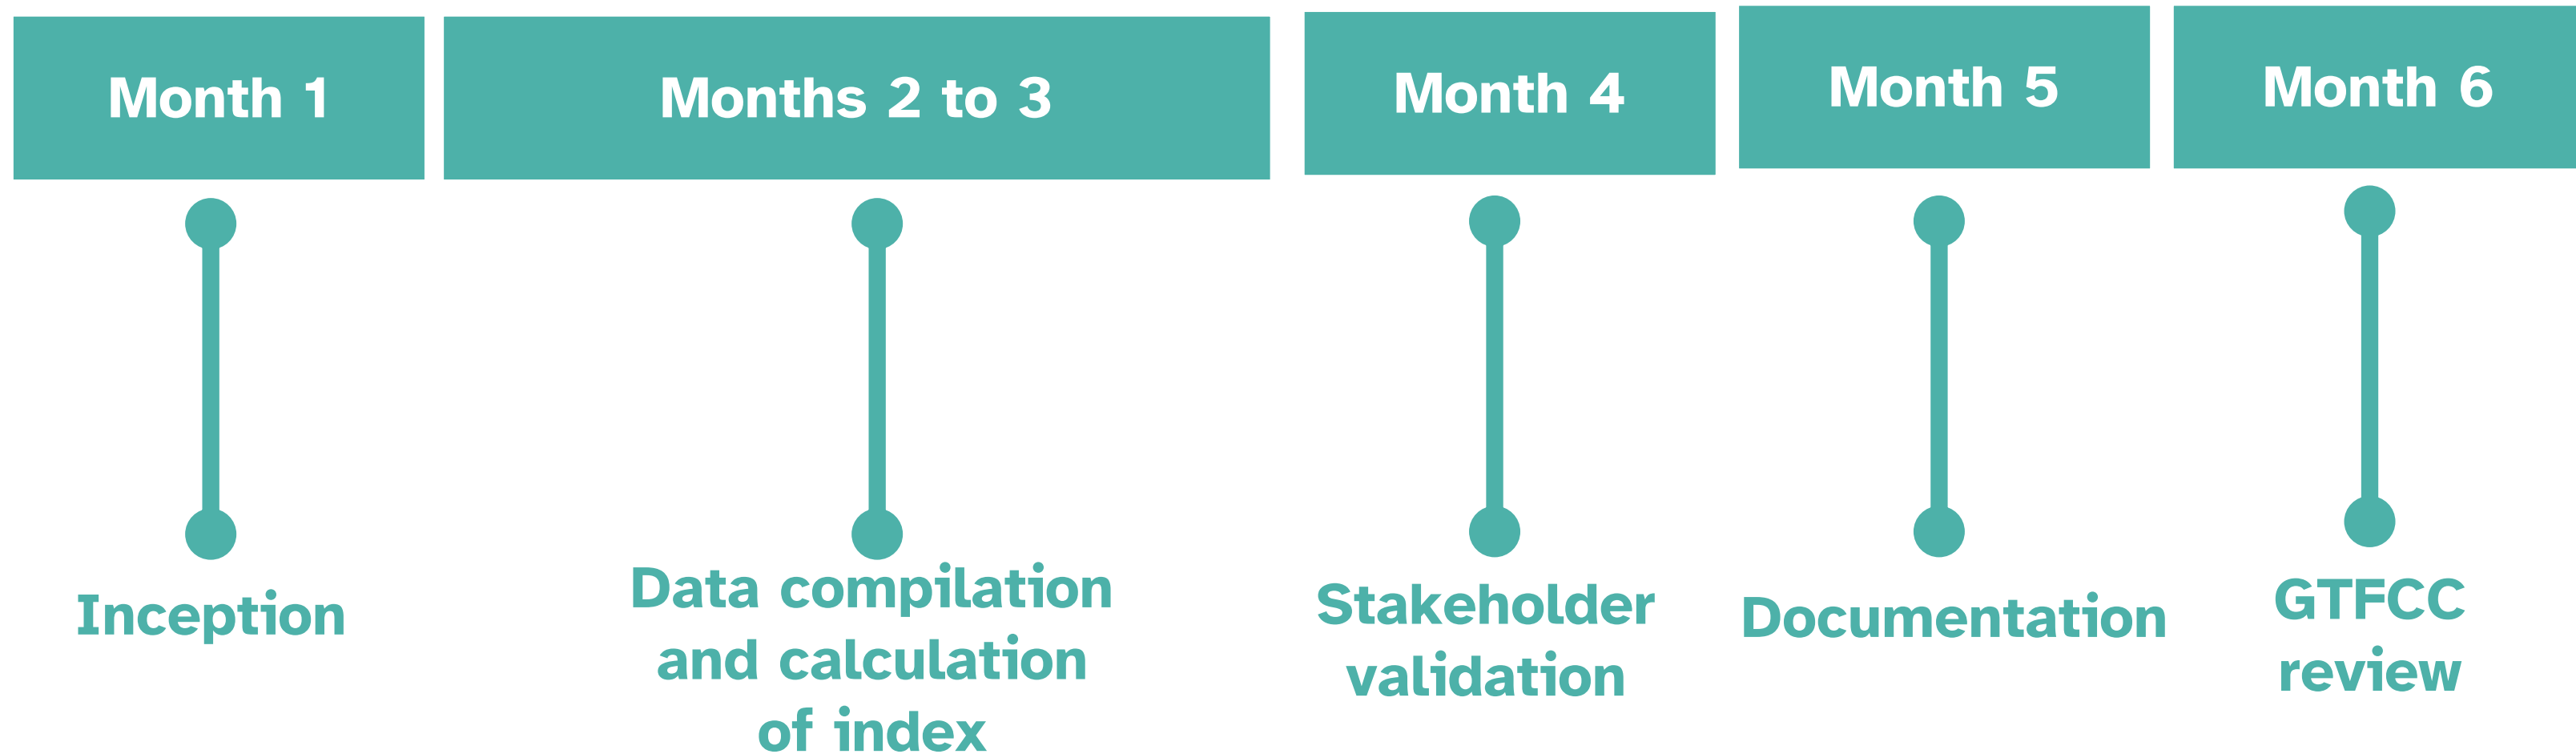 Month 1
Months 2 to 3
Month 4
Month 5
Month 6
Inception
Data compilation
and calculation
of index
Stakeholder
validation
Documentation
GTFCC
review